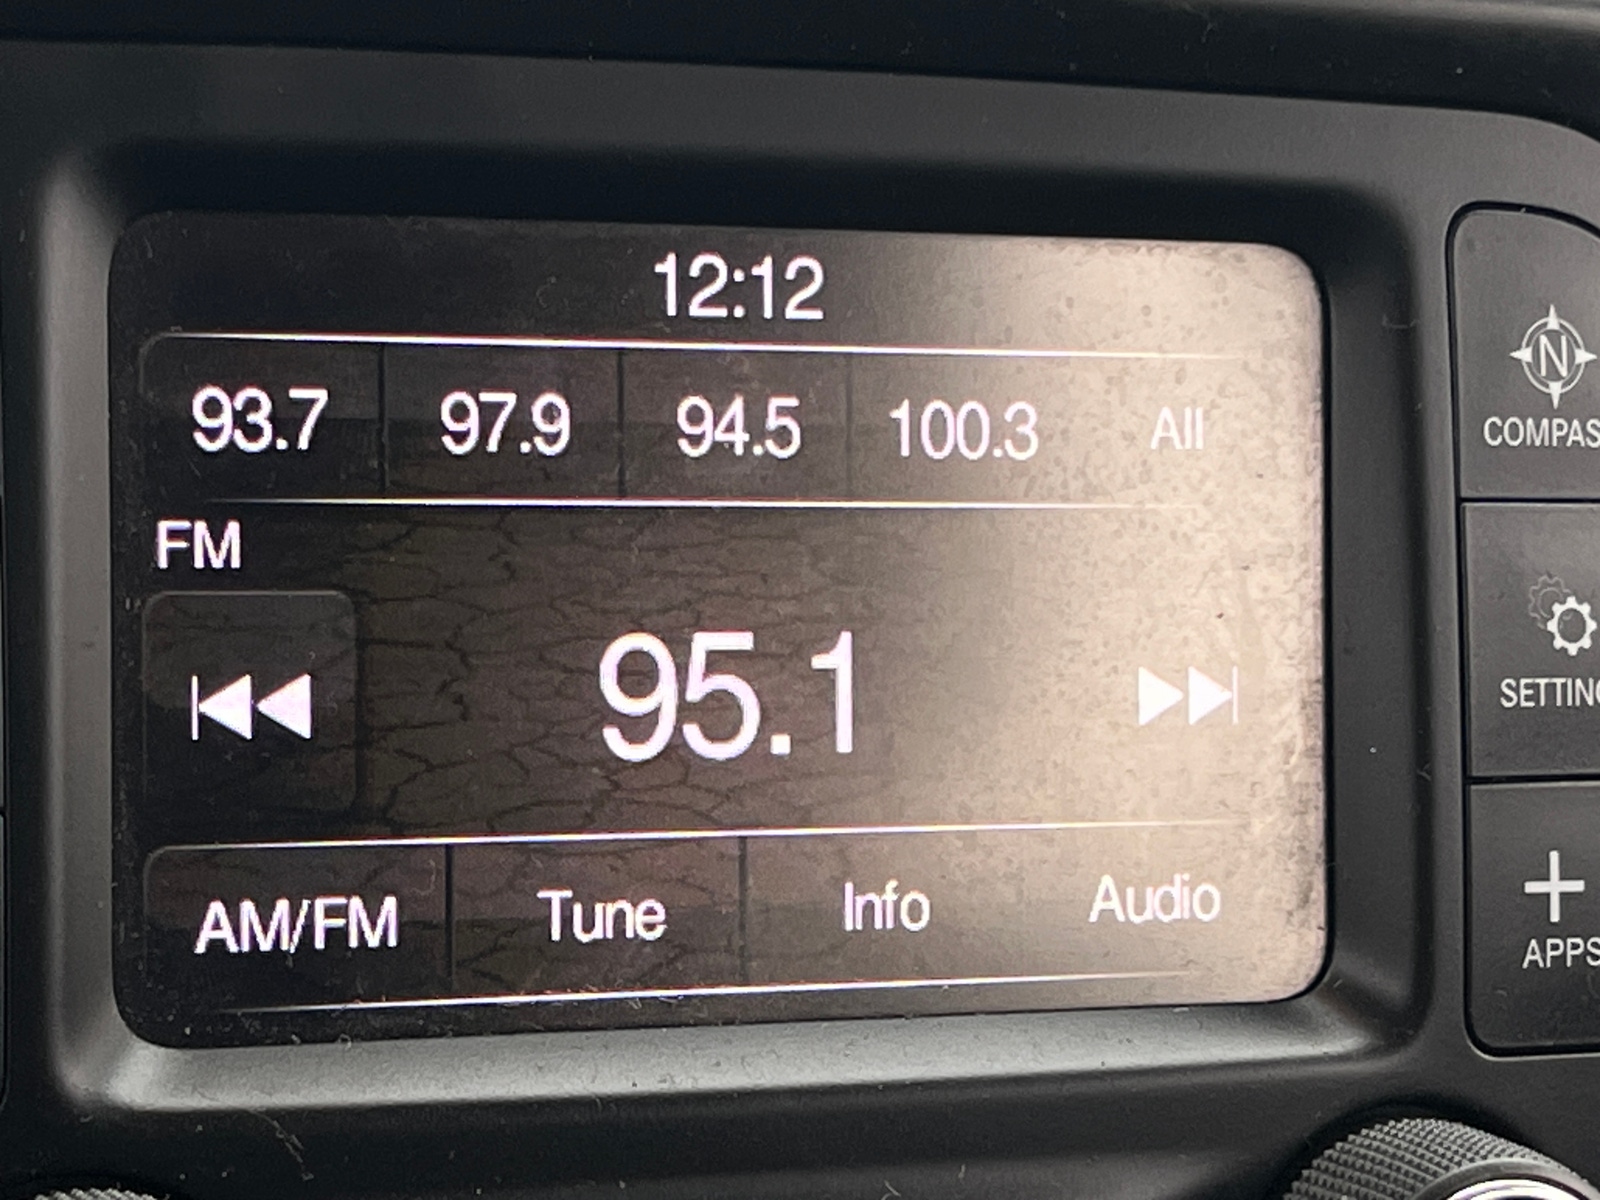 12:12
93.7 97.9 94.5 100.3 All
FM
95.1
AM/FM Tune Info Audio
N
COMPAS
SETTING
APPS